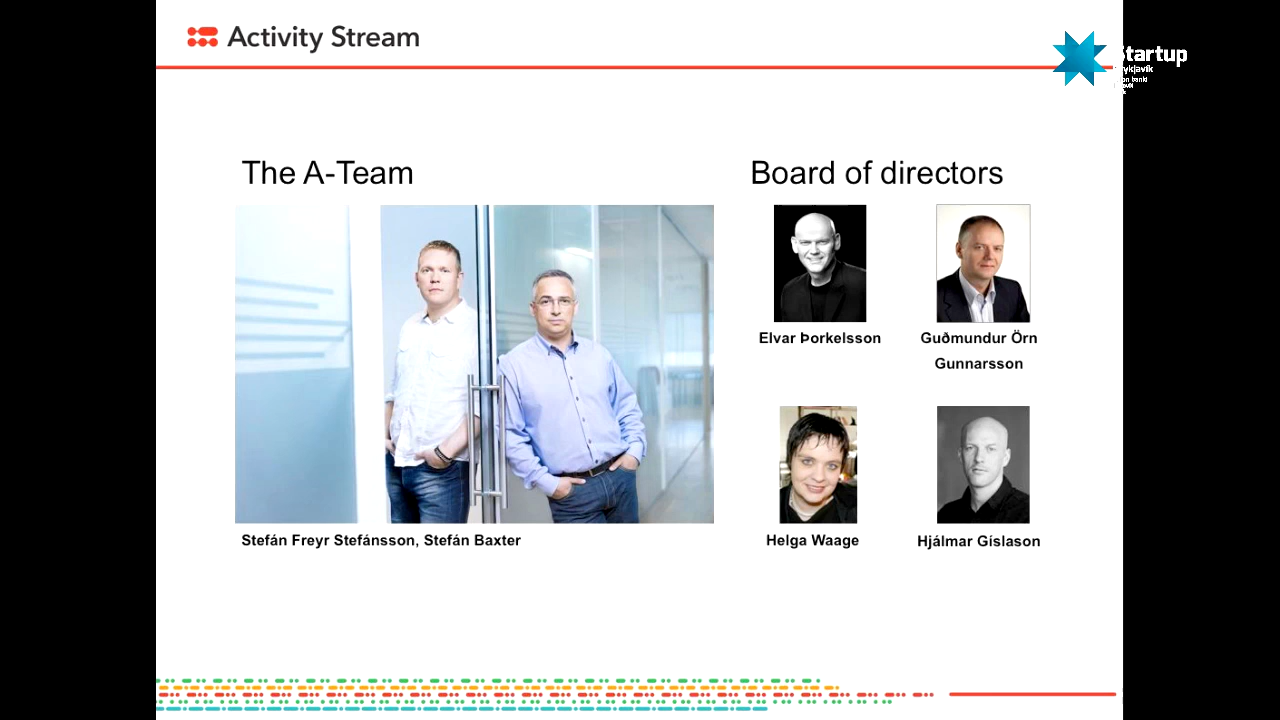 Activity Stream
Startup
The A-Team
Board of directors
Elvar Þorkelsson
Guðmundur Örn
Gunnarsson
Helga Waage
Hjálmar Gíslason
Stefán Freyr Stefánsson, Stefán Baxter